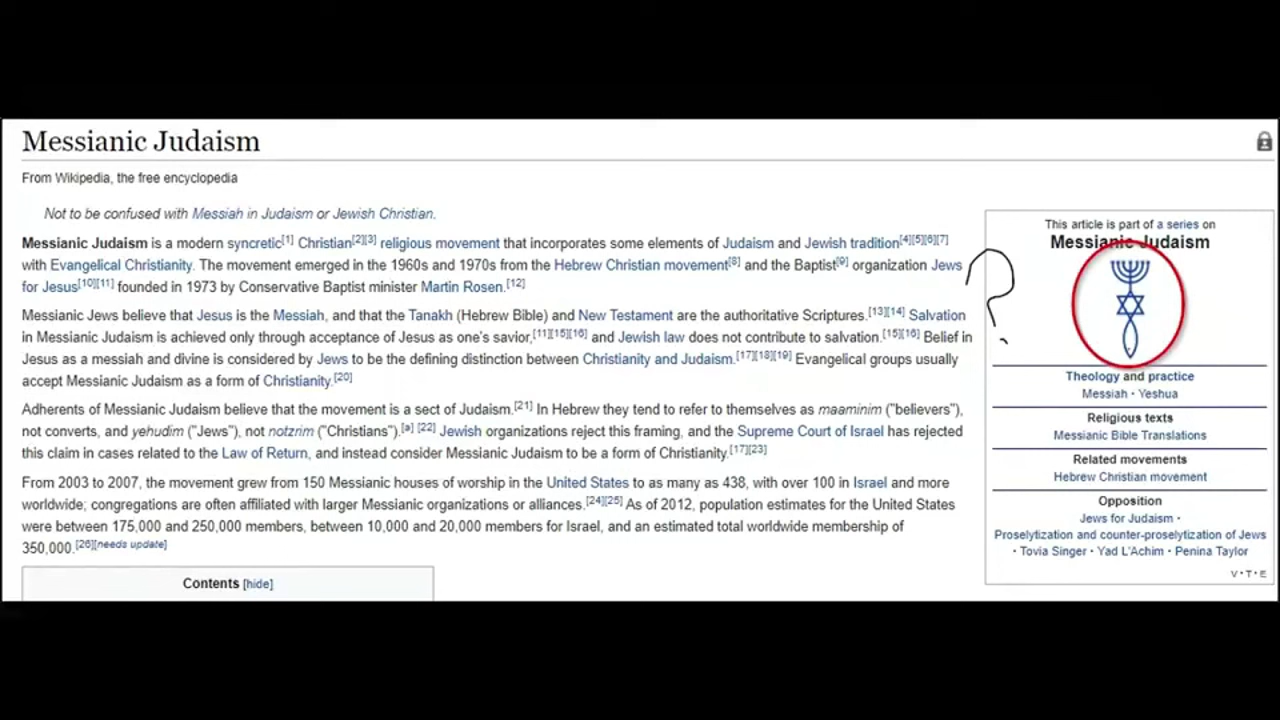 Messianic Judaism
From Wikipedia, the free encyclopedia
Not to be confused with Messiah in Judaism or Jewish Christian.
Messianic Judaism is a modern syncretic[1] Christian[2][3] religious movement that incorporates some elements of Judaism and Jewish tradition[4][5][6][7]
with Evangelical Christianity. The movement emerged in the 1960s and 1970s from the Hebrew Christian movement[8] and the Baptist[9] organization Jews
for Jesus[10][11] founded in 1973 by Conservative Baptist minister Martin Rosen.[12]
Messianic Jews believe that Jesus is the Messiah, and that the Tanakh (Hebrew Bible) and New Testament are the authoritative Scriptures.[13][14] Salvation
in Messianic Judaism is achieved only through acceptance of Jesus as one's savior,[11][15][16] and Jewish law does not contribute to salvation.[15][16] Belief in
Jesus as a messiah and divine is considered by Jews to be the defining distinction between Christianity and Judaism.[17][18][19] Evangelical groups usually
accept Messianic Judaism as a form of Christianity.[20]
Adherents of Messianic Judaism believe that the movement is a sect of Judaism.[21] In Hebrew they tend to refer to themselves as maaminim ("believers"),
not converts, and yehudim ("Jews"), not notzrim ("Christians").[a] [22] Jewish organizations reject this framing, and the Supreme Court of Israel has rejected
this claim in cases related to the Law of Return, and instead consider Messianic Judaism to be a form of Christianity.[17][23]
From 2003 to 2007, the movement grew from 150 Messianic houses of worship in the United States to as many as 438, with over 100 in Israel and more
worldwide; congregations are often affiliated with larger Messianic organizations or alliances.[24][25] As of 2012, population estimates for the United States
were between 175,000 and 250,000 members, between 10,000 and 20,000 members for Israel, and an estimated total worldwide membership of
350,000.[26][needs update]
Contents [hide]
?
This article is part of a series on
Messianic Judaism
Theology and practice
Messiah · Yeshua
Religious texts
Messianic Bible Translations
Related movements
Hebrew Christian movement
Opposition
Jews for Judaism ·
Proselytization and counter-proselytization of Jews
· Tovia Singer · Yad L'Achim · Penina Taylor
V · T · E